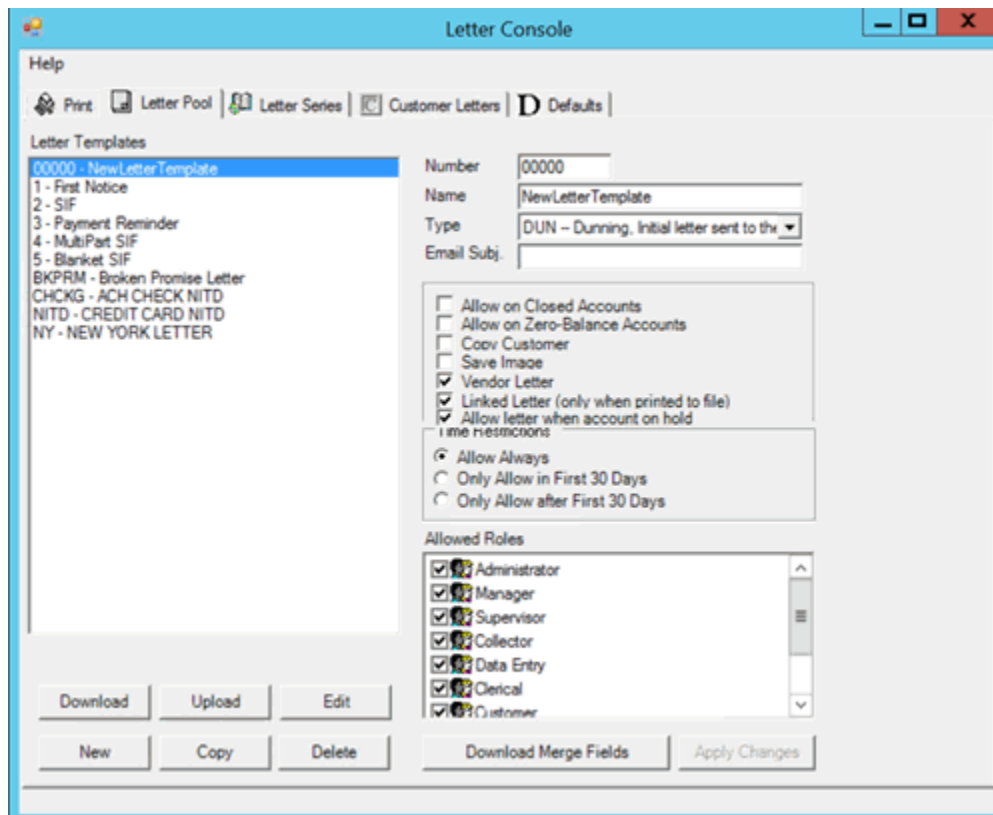 Letter Console
Help
Print Letter Pool Letter Series Customer Letters D Defaults
Letter Templates
00000 - NewLetterTemplate
1 - First Notice
2 - SIF
3 - Payment Reminder
4 - MultiPart SIF
5 - Blanket SIF
BKPRM - Broken Promise Letter
CHCKG - ACH CHECK NITD
NITD - CREDIT CARD NITD
NY - NEW YORK LETTER
Number 00000
Name NewLetterTemplate
Type DUN -- Dunning, Initial letter sent to the
Email Subj.
Allow on Closed Accounts
Allow on Zero-Balance Accounts
Copy Customer
Save Image
Vendor Letter
Linked Letter (only when printed to file)
Allow letter when account on hold
Time Restrictions
Allow Always
Only Allow in First 30 Days
Only Allow after First 30 Days
Allowed Roles
Administrator
Manager
Supervisor
Collector
Data Entry
Clerical
Customer
Download Upload Edit
New Copy Delete
Download Merge Fields Apply Changes